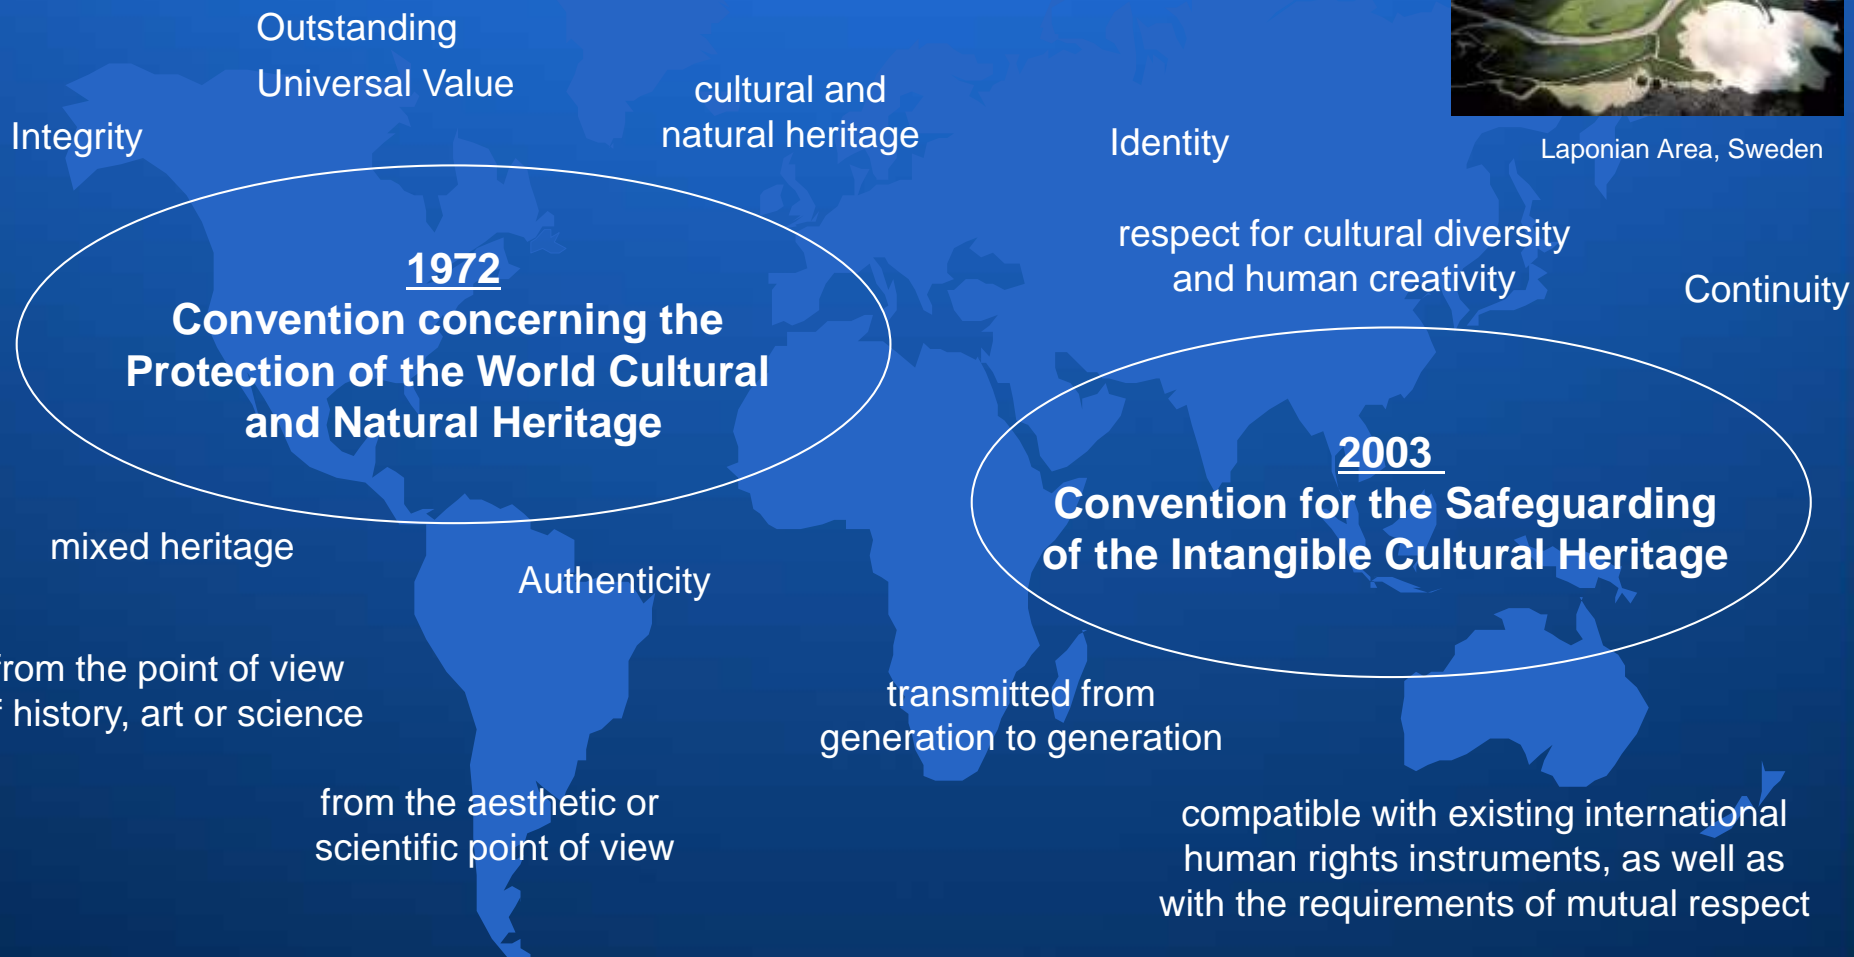 Outstanding
Universal Value
cultural and
natural heritage
Integrity
Identity
Laponian Area, Sweden
respect for cultural diversity
and human creativity
Continuity
1972
Convention concerning the
Protection of the World Cultural
and Natural Heritage
2003
Convention for the Safeguarding
of the Intangible Cultural Heritage
mixed heritage
Authenticity
from the point of view
history, art or science
transmitted from
generation to generation
from the aesthetic or
scientific point of view
compatible with existing international
human rights instruments, as well as
with the requirements of mutual respect